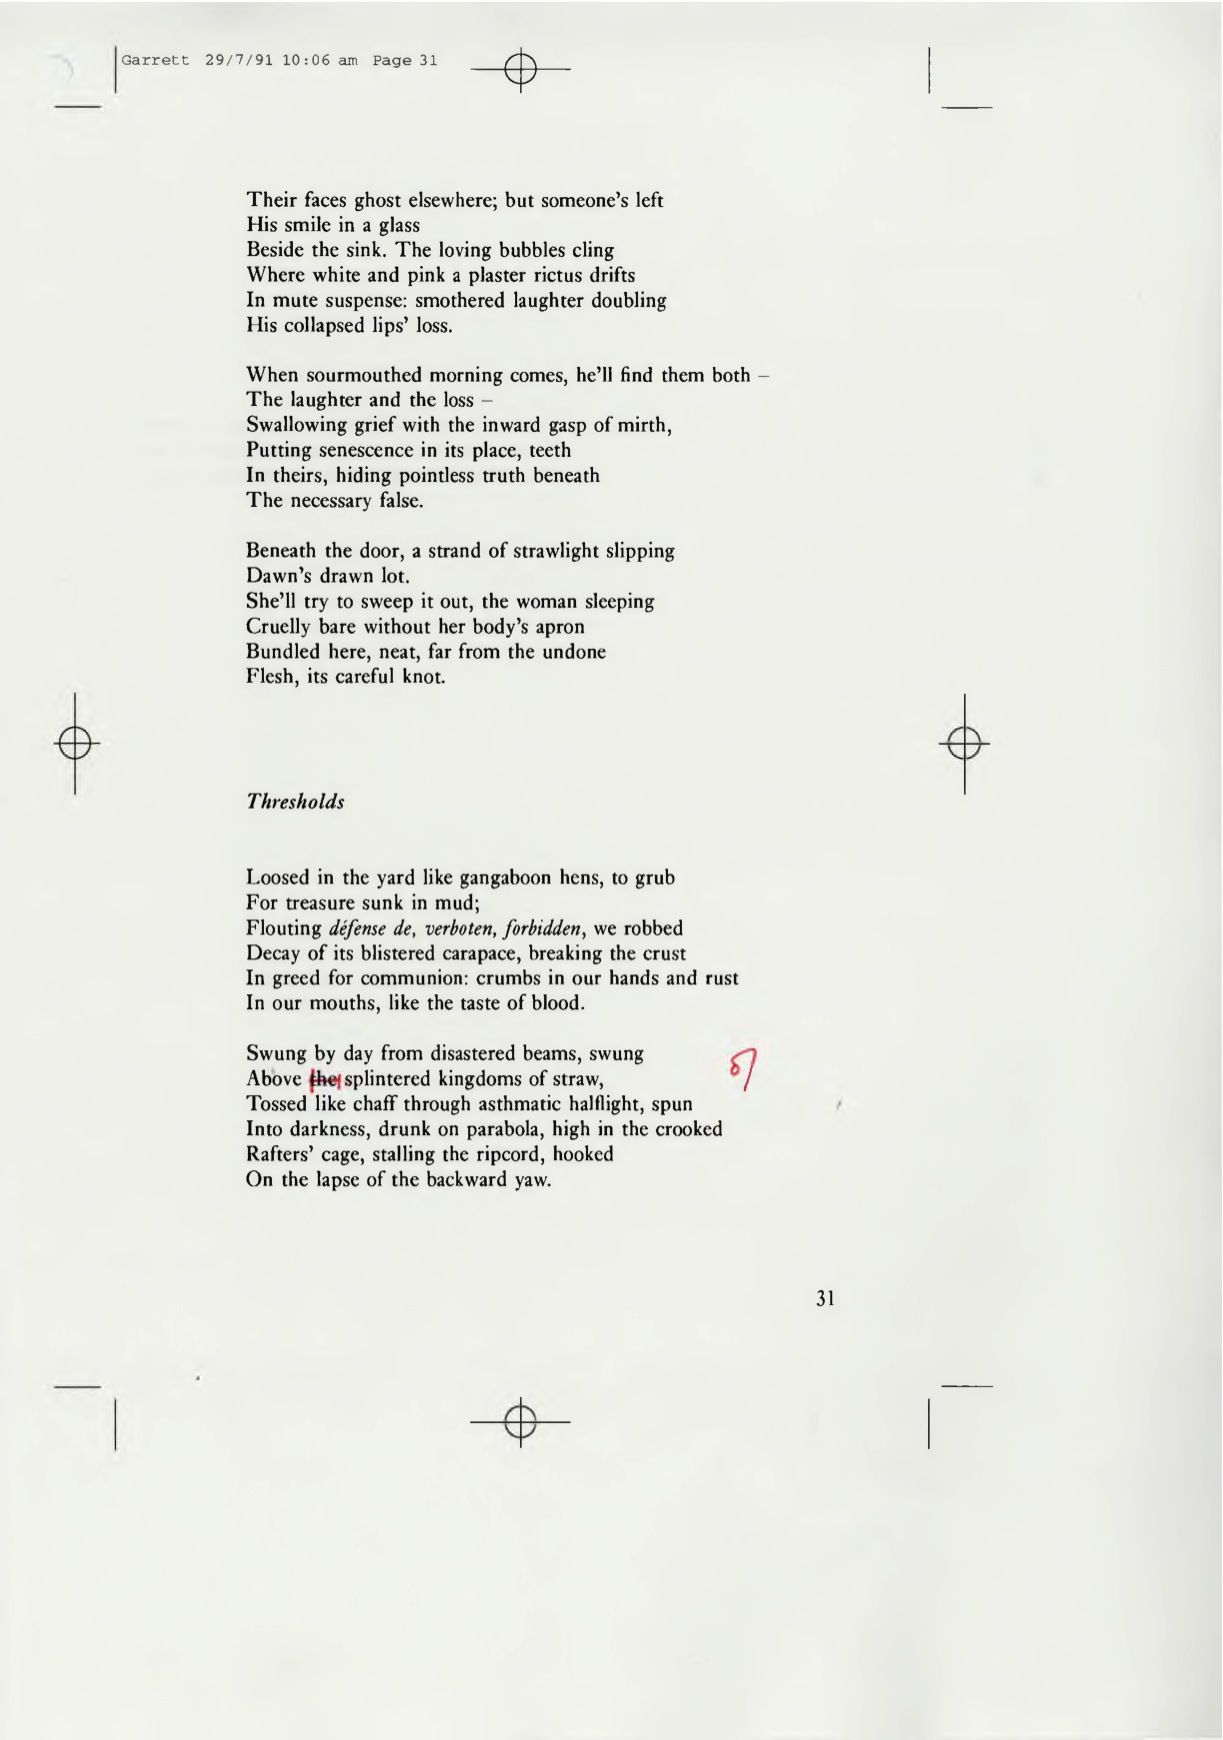 Garrett 29/7/91 10:06 am Page 31
Their faces ghost elsewhere; but someone's left
His smile in a glass
Beside the sink. The loving bubbles cling
Where white and pink a plaster rictus drifts
In mute suspense: smothered laughter doubling
His collapsed lips' loss.
When sourmouthed morning comes, he'll find them both –
The laughter and the loss –
Swallowing grief with the inward gasp of mirth,
Putting senescence in its place, teeth
In theirs, hiding pointless truth beneath
The necessary false.
Beneath the door, a strand of strawlight slipping
Dawn's drawn lot.
She'll try to sweep it out, the woman sleeping
Cruelly bare without her body's apron
Bundled here, neat, far from the undone
Flesh, its careful knot.
Thresholds
Loosed in the yard like gangaboon hens, to grub
For treasure sunk in mud;
Flouting défense de, verboten, forbidden, we robbed
Decay of its blistered carapace, breaking the crust
In greed for communion: crumbs in our hands and rust
In our mouths, like the taste of blood.
Swung by day from disastered beams, swung
Above the splintered kingdoms of straw,
Tossed like chaff through asthmatic halflight, spun
Into darkness, drunk on parabola, high in the crooked
Rafters' cage, stalling the ripcord, hooked
On the lapse of the backward yaw.
31